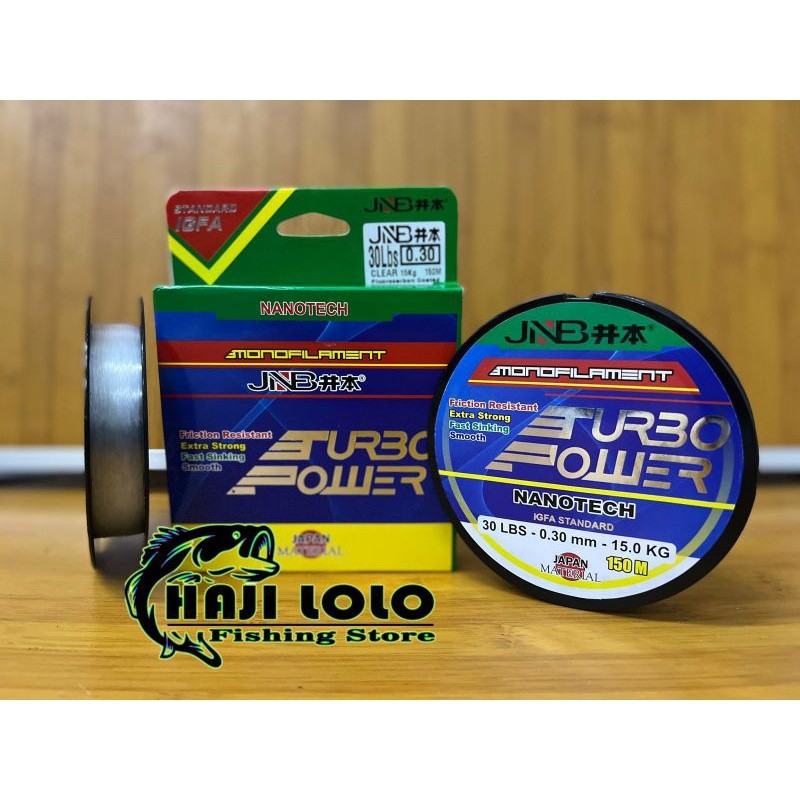 STANDARD
IGFA
JNB井本®
JNB井本
30Lbs 0.30
CLEAR 15Kg 150M
Fluorocarbon Coated
NANOTECH
MONOFILAMENT
JNB井本®
Friction Resistant
Extra Strong
Fast Sinking
Smooth
TURBO
POWER
JAPAN
MATERIAL
JNB井本®
MONOFILAMENT
Friction Resistant
Extra Strong
Fast Sinking
Smooth
TURBO
POWER
NANOTECH
IGFA STANDARD
30 LBS - 0.30 mm - 15.0 KG
JAPAN
MATERIAL
150 M
HAJI LOLO
Fishing Store